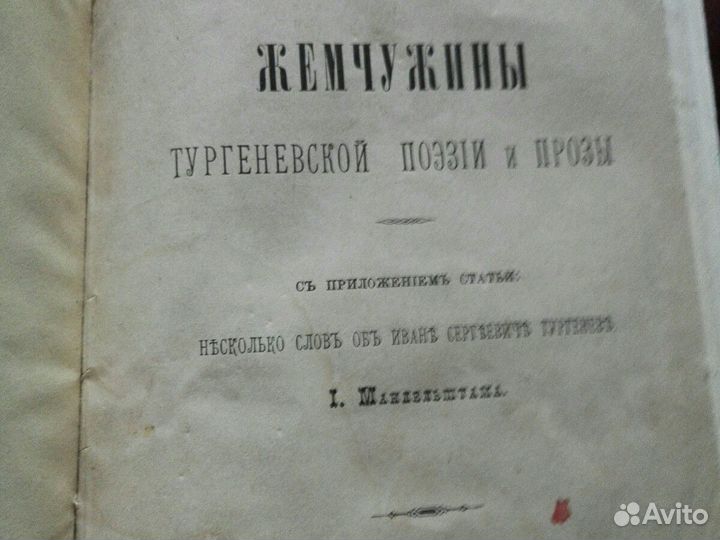 ЖЕМЧУЖИНЫ
ТУРГЕНЕВСКОЙ ПОЭЗІИ и ПРОЗЫ
СЪ ПРИЛОЖЕНІЕМЪ СТАТЬИ:
НѢСКОЛЬКО СЛОВЪ ОБЪ ИВАНѢ СЕРГѢЕВИЧѢ ТУРГЕНЕВѢ
І. МАНДЕЛЬШТАМА.
Avito